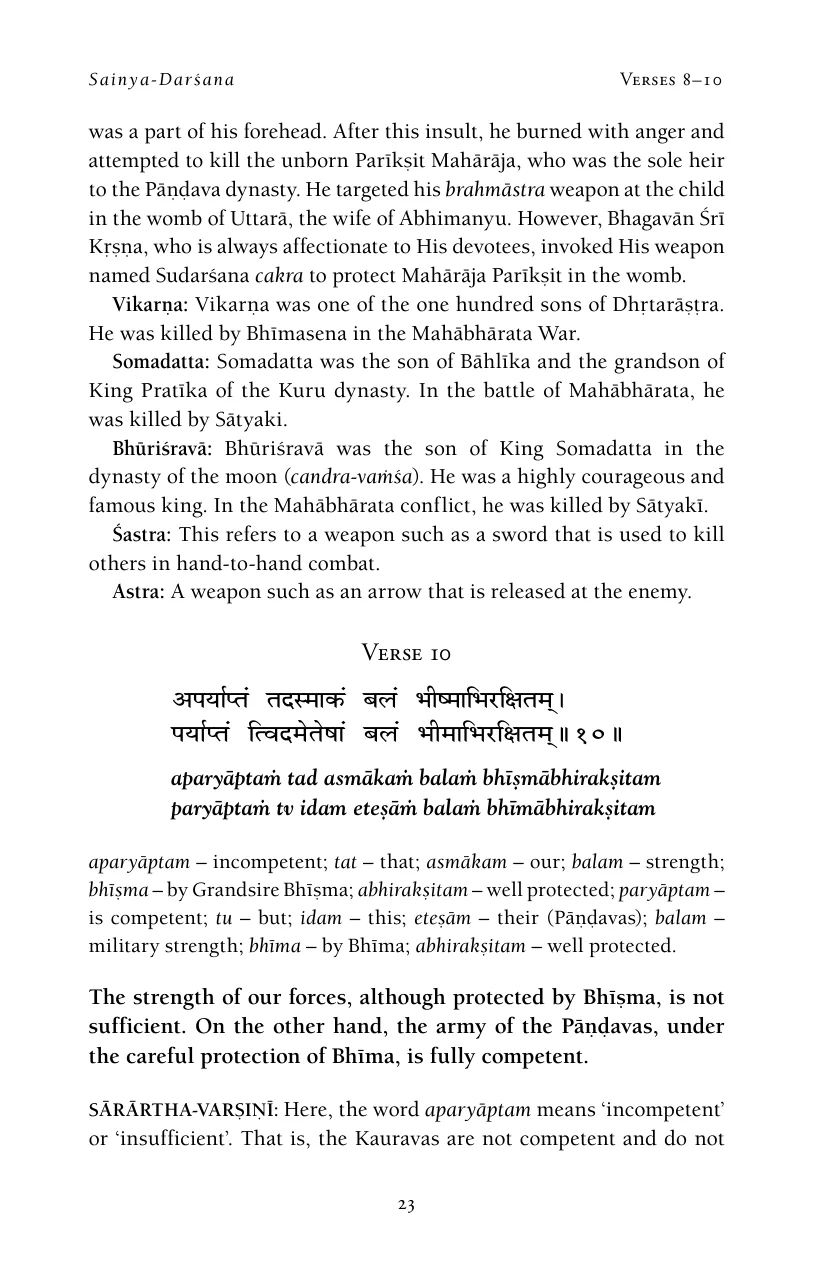 Sainya-Darśana Verses 8–10
was a part of his forehead. After this insult, he burned with anger and
attempted to kill the unborn Parīkṣit Mahārāja, who was the sole heir
to the Pāṇḍava dynasty. He targeted his brahmāstra weapon at the child
in the womb of Uttarā, the wife of Abhimanyu. However, Bhagavān Śrī
Kṛṣṇa, who is always affectionate to His devotees, invoked His weapon
named Sudarśana cakra to protect Mahārāja Parīkṣit in the womb.
Vikarṇa: Vikarṇa was one of the one hundred sons of Dhṛtarāṣṭra.
He was killed by Bhīmasena in the Mahābhārata War.
Somadatta: Somadatta was the son of Bāhlīka and the grandson of
King Pratīka of the Kuru dynasty. In the battle of Mahābhārata, he
was killed by Sātyaki.
Bhūriśravā: Bhūriśravā was the son of King Somadatta in the
dynasty of the moon (candra-vaṁśa). He was a highly courageous and
famous king. In the Mahābhārata conflict, he was killed by Sātyakī.
Śastra: This refers to a weapon such as a sword that is used to kill
others in hand-to-hand combat.
Astra: A weapon such as an arrow that is released at the enemy.
Verse 10
अपर्याप्तं तदस्माकं बलं भीष्माभिरक्षितम्।
पर्याप्तं त्विदमेतेषां बलं भीमाभिरक्षितम्॥१०॥
aparyāptaṁ tad asmākaṁ balaṁ bhīṣmābhirakṣitam
paryāptaṁ tv idam eteṣāṁ balaṁ bhīmābhirakṣitam
aparyāptam – incompetent; tat – that; asmākam – our; balam – strength;
bhīṣma – by Grandsire Bhīṣma; abhirakṣitam – well protected; paryāptam –
is competent; tu – but; idam – this; eteṣām – their (Pāṇḍavas); balam –
military strength; bhīma – by Bhīma; abhirakṣitam – well protected.
The strength of our forces, although protected by Bhīṣma, is not
sufficient. On the other hand, the army of the Pāṇḍavas, under
the careful protection of Bhīma, is fully competent.
SĀRĀRTHA-VARṢIṆĪ: Here, the word aparyāptam means ‘incompetent’
or ‘insufficient’. That is, the Kauravas are not competent and do not
23